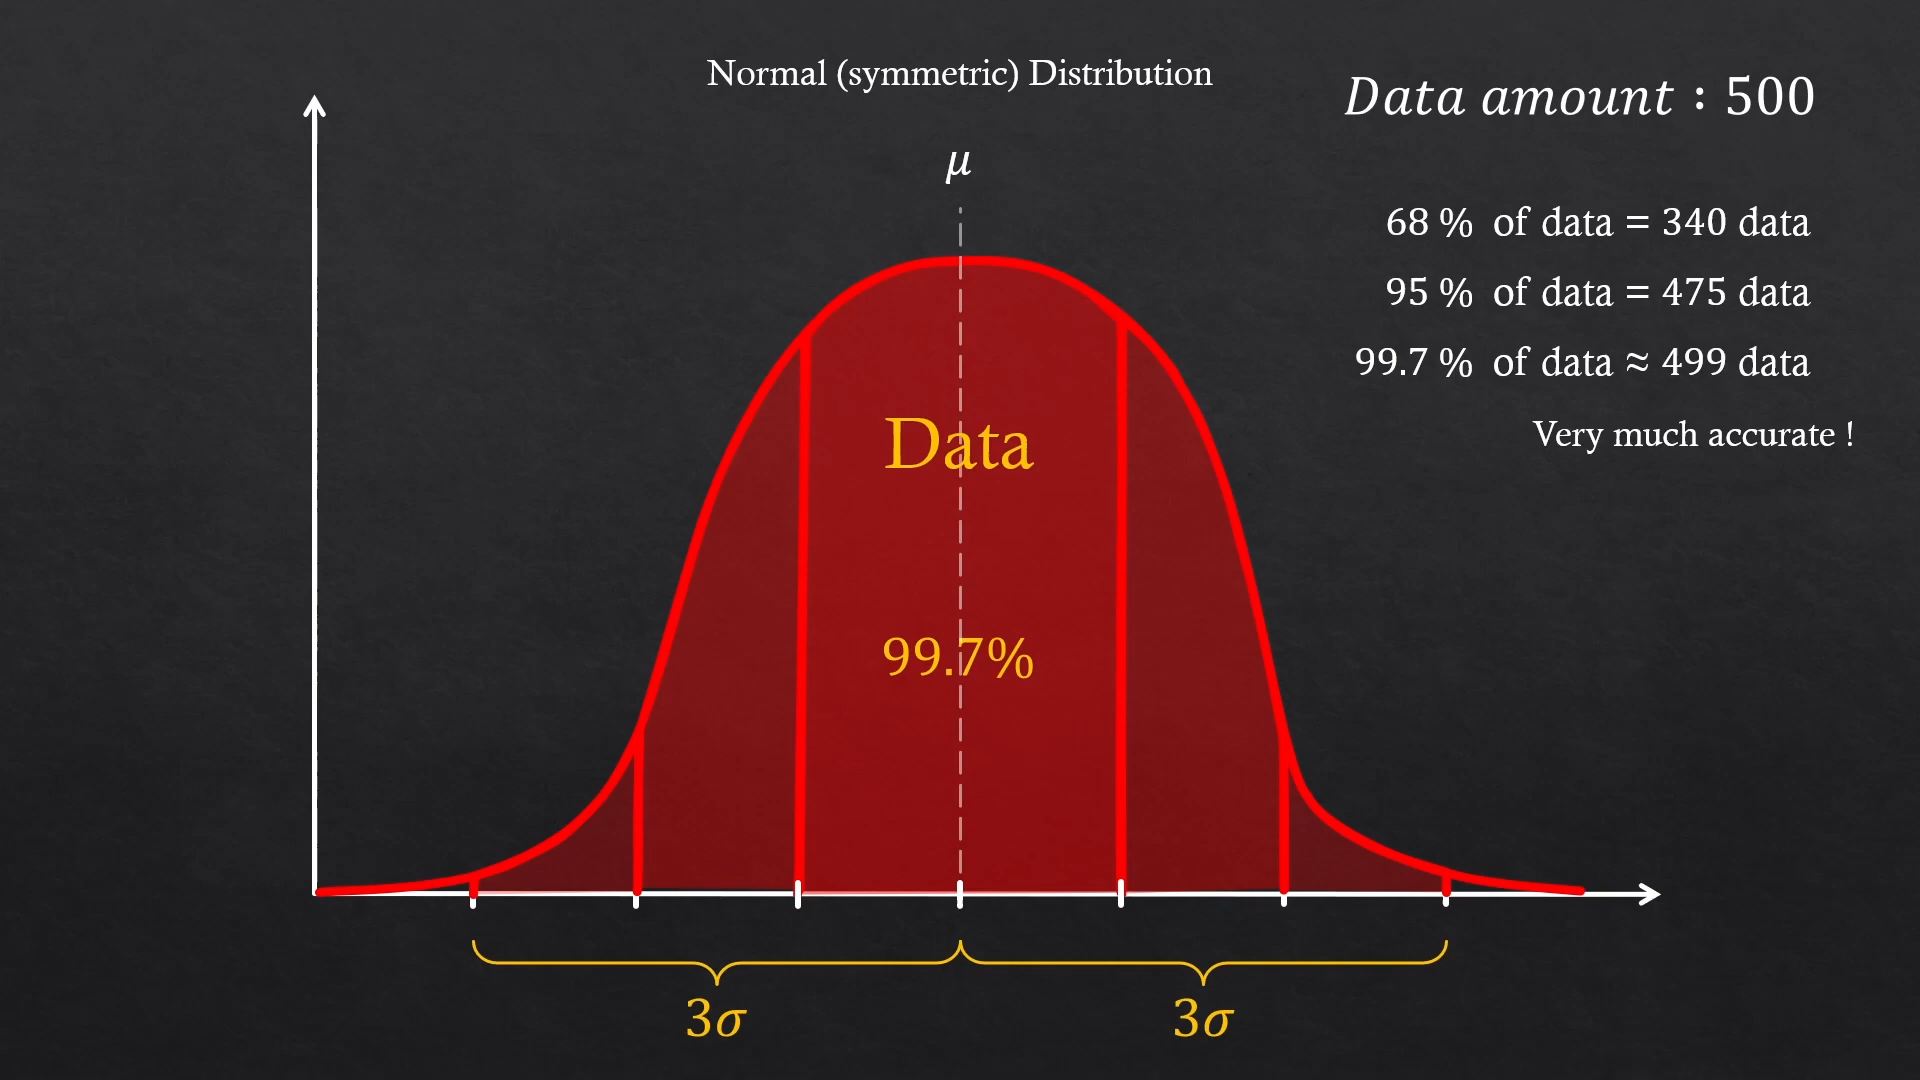 Normal (symmetric) Distribution
Data amount : 500
μ
68 % of data = 340 data
95 % of data = 475 data
99.7 % of data ≈ 499 data
Very much accurate !
Data
99.7%
3σ
3σ